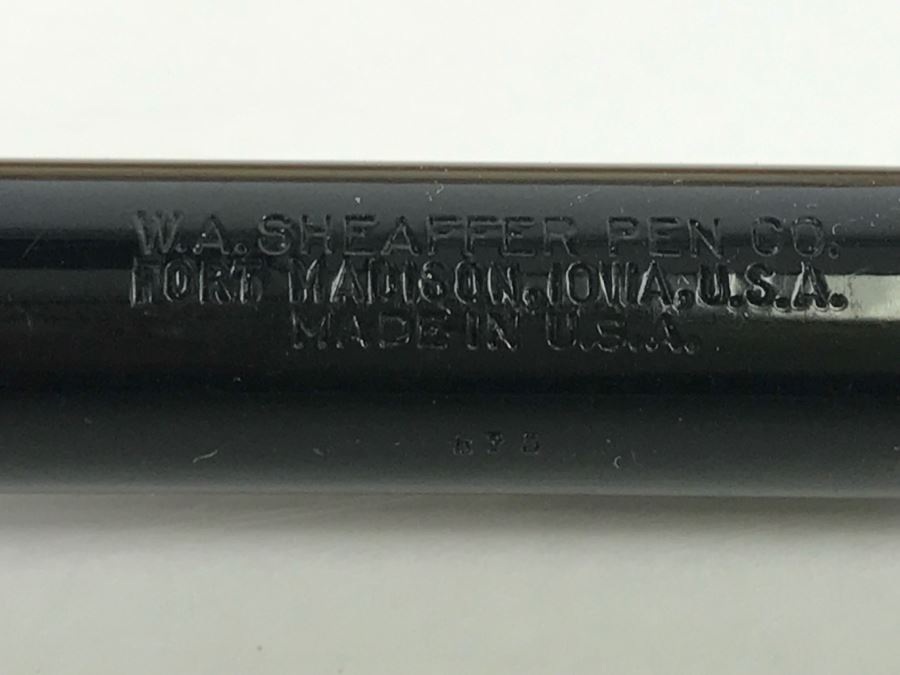 W.A. SHEAFFER PEN CO.
FORT MADISON, IOWA, U.S.A.
MADE IN U.S.A.